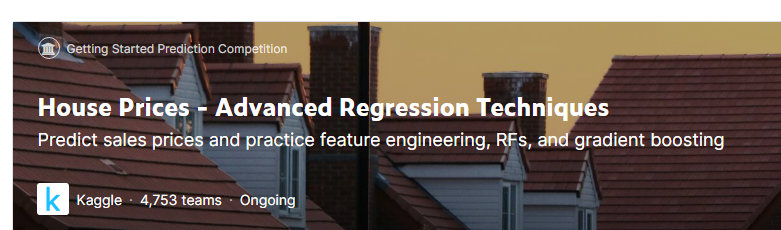 Getting Started Prediction Competition
House Prices - Advanced Regression Techniques
Predict sales prices and practice feature engineering, RFs, and gradient boosting
k
Kaggle · 4,753 teams · Ongoing